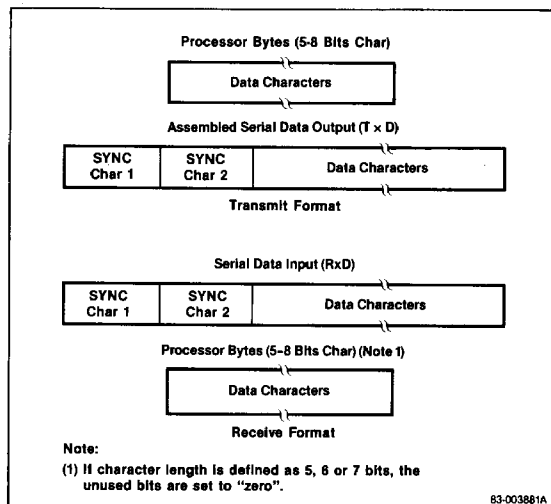 Processor Bytes (5-8 Bits Char)
Data Characters
Assembled Serial Data Output (T × D)
SYNC Char 1
SYNC Char 2
Data Characters
Transmit Format
Serial Data Input (RxD)
SYNC Char 1
SYNC Char 2
Data Characters
Processor Bytes (5-8 Bits Char) (Note 1)
Data Characters
Receive Format
Note:
(1) If character length is defined as 5, 6 or 7 bits, the
unused bits are set to "zero".
83-003881A